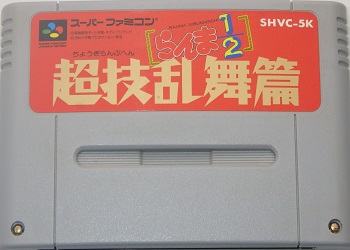 スーパーファミコン
SHVC-5K
らんま1/2
ちょうぎらんぶへん
超技乱舞篇